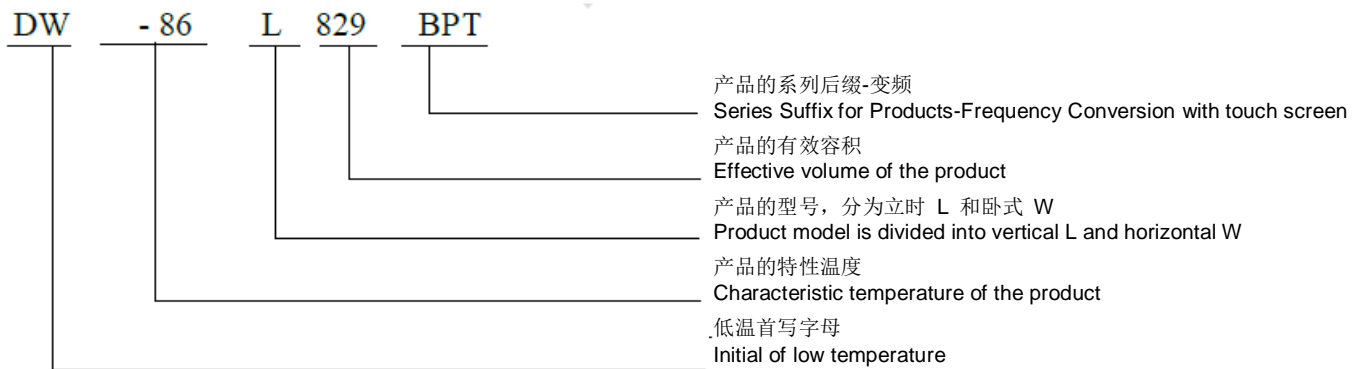 DW - 86 L 829 BPT
产品的系列后缀-变频
Series Suffix for Products-Frequency Conversion with touch screen
产品的有效容积
Effective volume of the product
产品的型号，分为立时 L 和卧式 W
Product model is divided into vertical L and horizontal W
产品的特性温度
Characteristic temperature of the product
低温首写字母
Initial of low temperature